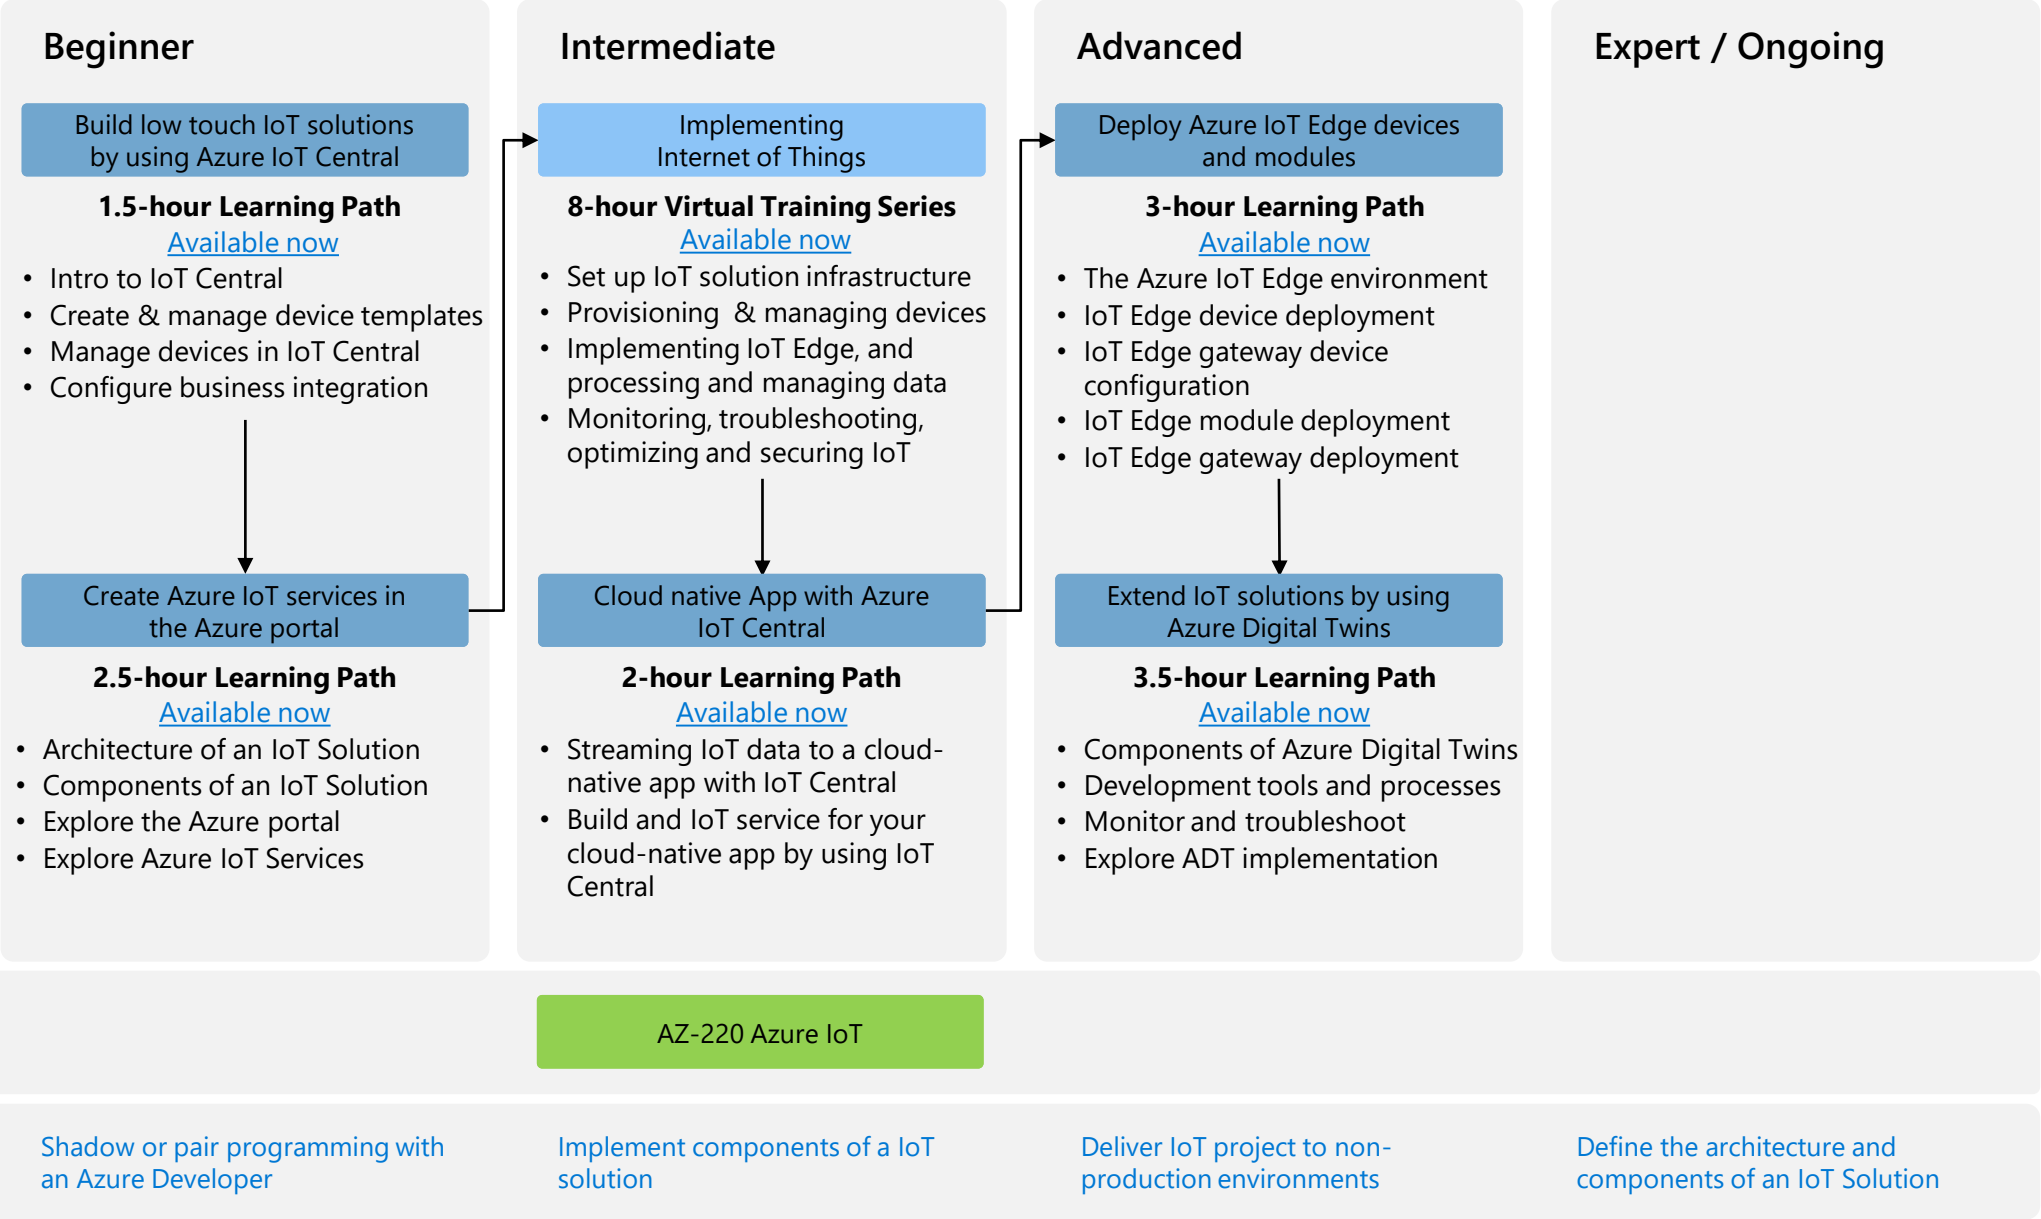 Beginner
Build low touch IoT solutions
by using Azure IoT Central
1.5-hour Learning Path
Available now
• Intro to IoT Central
• Create & manage device templates
• Manage devices in IoT Central
• Configure business integration
Create Azure IoT services in
the Azure portal
2.5-hour Learning Path
Available now
• Architecture of an IoT Solution
• Components of an IoT Solution
• Explore the Azure portal
• Explore Azure IoT Services
Intermediate
Implementing
Internet of Things
8-hour Virtual Training Series
Available now
• Set up IoT solution infrastructure
• Provisioning & managing devices
• Implementing IoT Edge, and
processing and managing data
• Monitoring, troubleshooting,
optimizing and securing IoT
Cloud native App with Azure
IoT Central
2-hour Learning Path
Available now
• Streaming IoT data to a cloud-
native app with IoT Central
• Build and IoT service for your
cloud-native app by using IoT
Central
Advanced
Deploy Azure IoT Edge devices
and modules
3-hour Learning Path
Available now
• The Azure IoT Edge environment
• IoT Edge device deployment
• IoT Edge gateway device
configuration
• IoT Edge module deployment
• IoT Edge gateway deployment
Extend IoT solutions by using
Azure Digital Twins
3.5-hour Learning Path
Available now
• Components of Azure Digital Twins
• Development tools and processes
• Monitor and troubleshoot
• Explore ADT implementation
Expert / Ongoing
AZ-220 Azure IoT
Shadow or pair programming with
an Azure Developer
Implement components of a IoT
solution
Deliver IoT project to non-
production environments
Define the architecture and
components of an IoT Solution